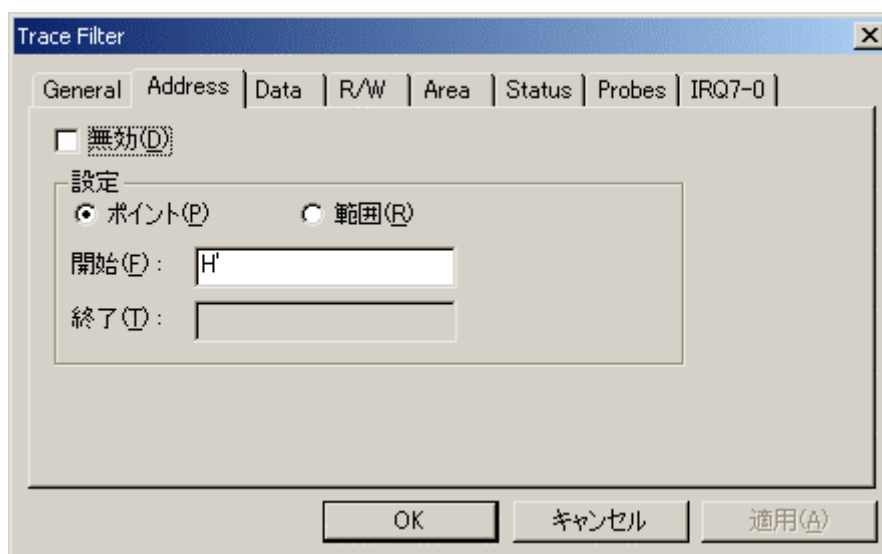 Trace Filter
General Address Data R/W Area Status Probes IRQ7-0
無効(D)
設定
ポイント(P) 範囲(R)
開始(F): H'
終了(T):
OK キャンセル 適用(A)